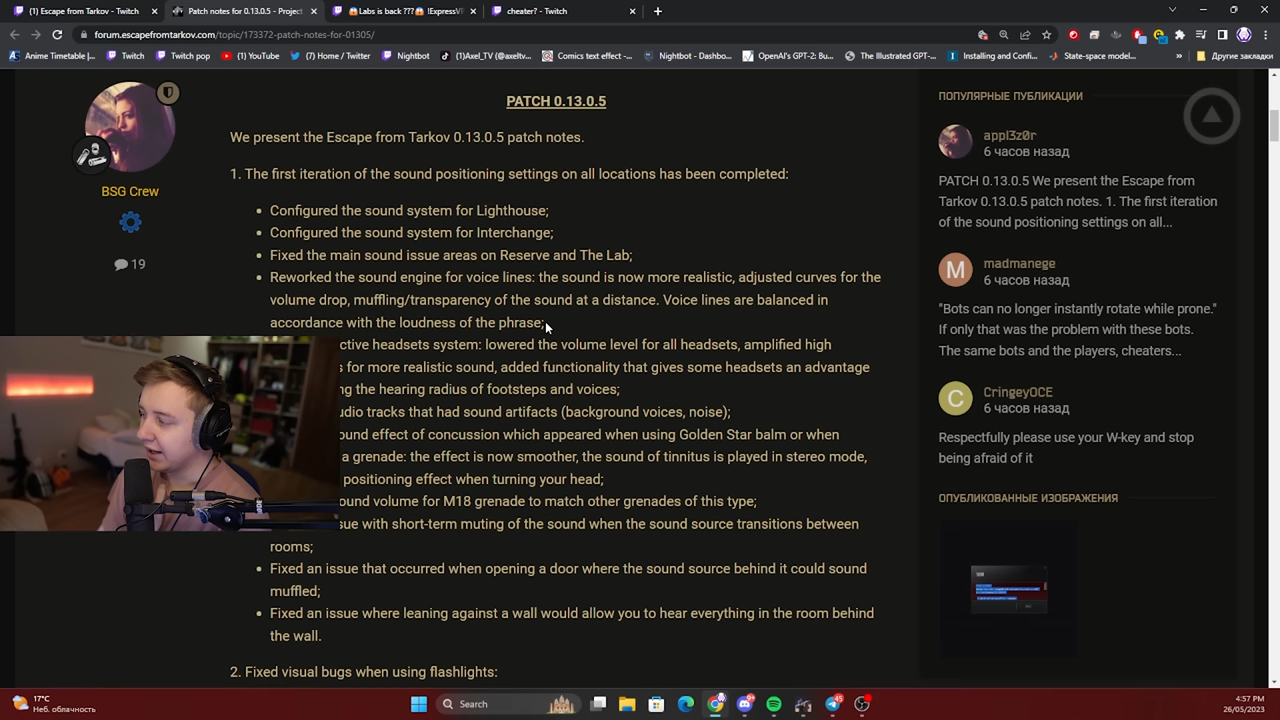 (1) Escape from Tarkov - Twitch
Patch notes for 0.13.0.5 - Project
Labs is back ??? !ExpressVP
cheater? - Twitch
forum.escapefromtarkov.com/topic/173372-patch-notes-for-01305/
Anime Timetable |...
Twitch
Twitch pop
(1) YouTube
(7) Home / Twitter
Nightbot
(1)Axel_TV (@axeltv...
Comics text effect -...
Nightbot - Dashbo...
OpenAI's GPT-2: Bu...
The Illustrated GPT-...
Installing and Confi...
State-space model...
»
Другие закладки
PATCH 0.13.0.5
We present the Escape from Tarkov 0.13.0.5 patch notes.
BSG Crew
19
1. The first iteration of the sound positioning settings on all locations has been completed:
Configured the sound system for Lighthouse;
Configured the sound system for Interchange;
Fixed the main sound issue areas on Reserve and The Lab;
Reworked the sound engine for voice lines: the sound is now more realistic, adjusted curves for the
volume drop, muffling/transparency of the sound at a distance. Voice lines are balanced in
accordance with the loudness of the phrase;
ctive headsets system: lowered the volume level for all headsets, amplified high
s for more realistic sound, added functionality that gives some headsets an advantage
ng the hearing radius of footsteps and voices;
udio tracks that had sound artifacts (background voices, noise);
ound effect of concussion which appeared when using Golden Star balm or when
a grenade: the effect is now smoother, the sound of tinnitus is played in stereo mode,
positioning effect when turning your head;
ound volume for M18 grenade to match other grenades of this type;
sue with short-term muting of the sound when the sound source transitions between
rooms;
Fixed an issue that occurred when opening a door where the sound source behind it could sound
muffled;
Fixed an issue where leaning against a wall would allow you to hear everything in the room behind
the wall.
2. Fixed visual bugs when using flashlights:
ПОПУЛЯРНЫЕ ПУБЛИКАЦИИ
appl3z0r
6 часов назад
PATCH 0.13.0.5 We present the Escape from
Tarkov 0.13.0.5 patch notes. 1. The first iteration
of the sound positioning settings on all...
M
madmanege
6 часов назад
"Bots can no longer instantly rotate while prone."
If only that was the problem with these bots.
The same bots and the players, cheaters...
C
CringeyOCE
6 часов назад
Respectfully please use your W-key and stop
being afraid of it
ОПУБЛИКОВАННЫЕ ИЗОБРАЖЕНИЯ
17°C
Неб. облачность
Search
45
4:57 PM
26/05/2023